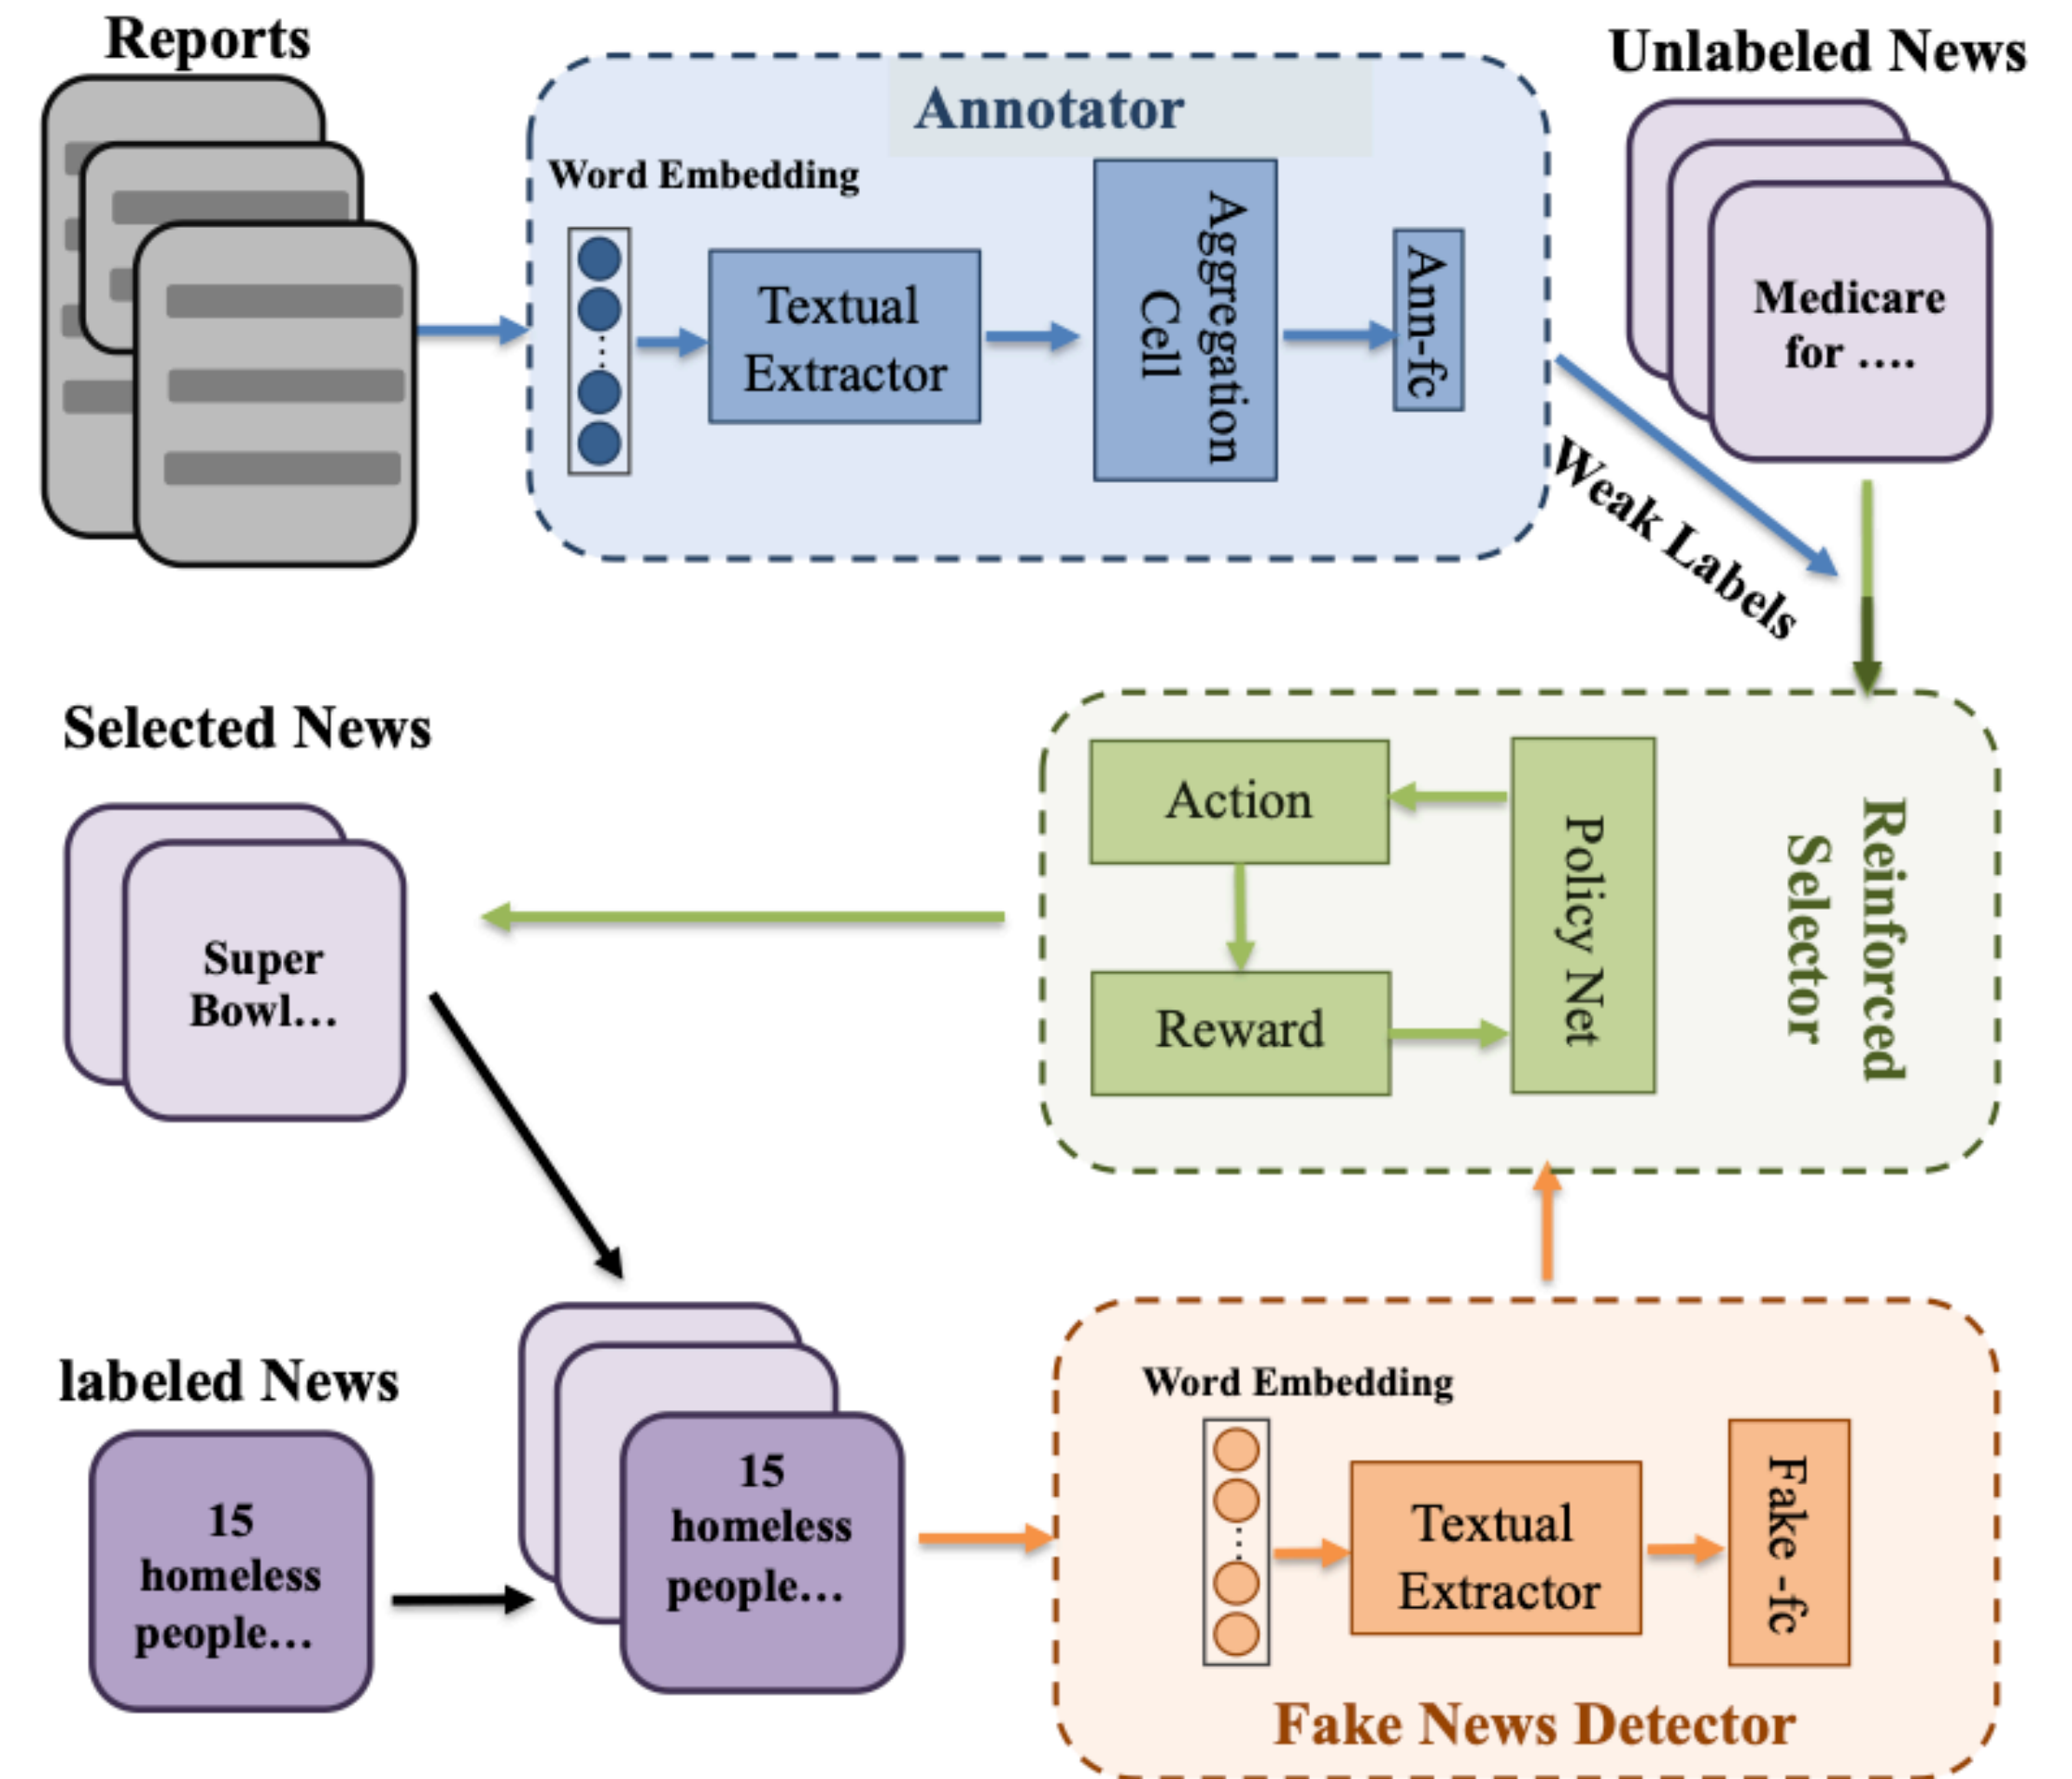 Reports
Annotator
Unlabeled News
Word Embedding
Textual
Extractor
Aggregation
Cell
Ann-fc
Medicare
for ....
Weak Labels
Selected News
Super
Bowl...
Action
Reward
Policy Net
Reinforced
Selector
labeled News
15
homeless
people...
15
homeless
people...
Word Embedding
Textual
Extractor
Fake -fc
Fake News Detector